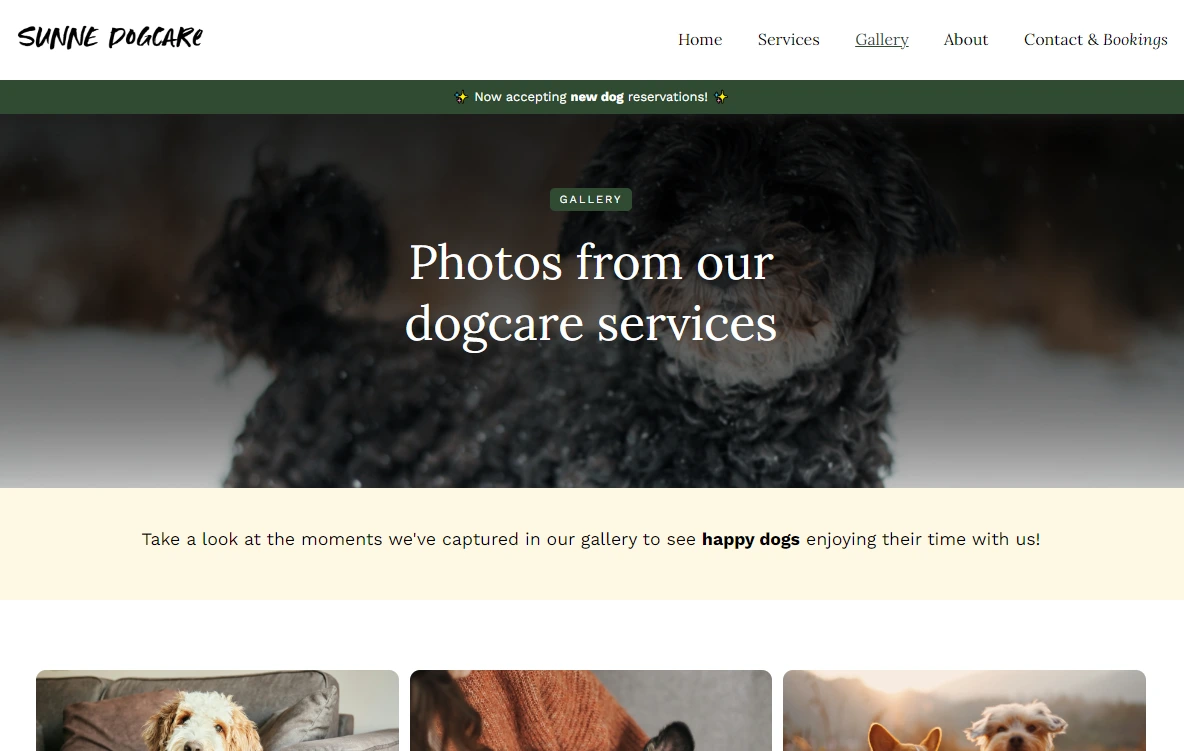 SUNNE DOGCARE
Home Services Gallery About Contact & Bookings
✨ Now accepting new dog reservations! ✨
GALLERY
Photos from our
dogcare services
Take a look at the moments we've captured in our gallery to see happy dogs enjoying their time with us!